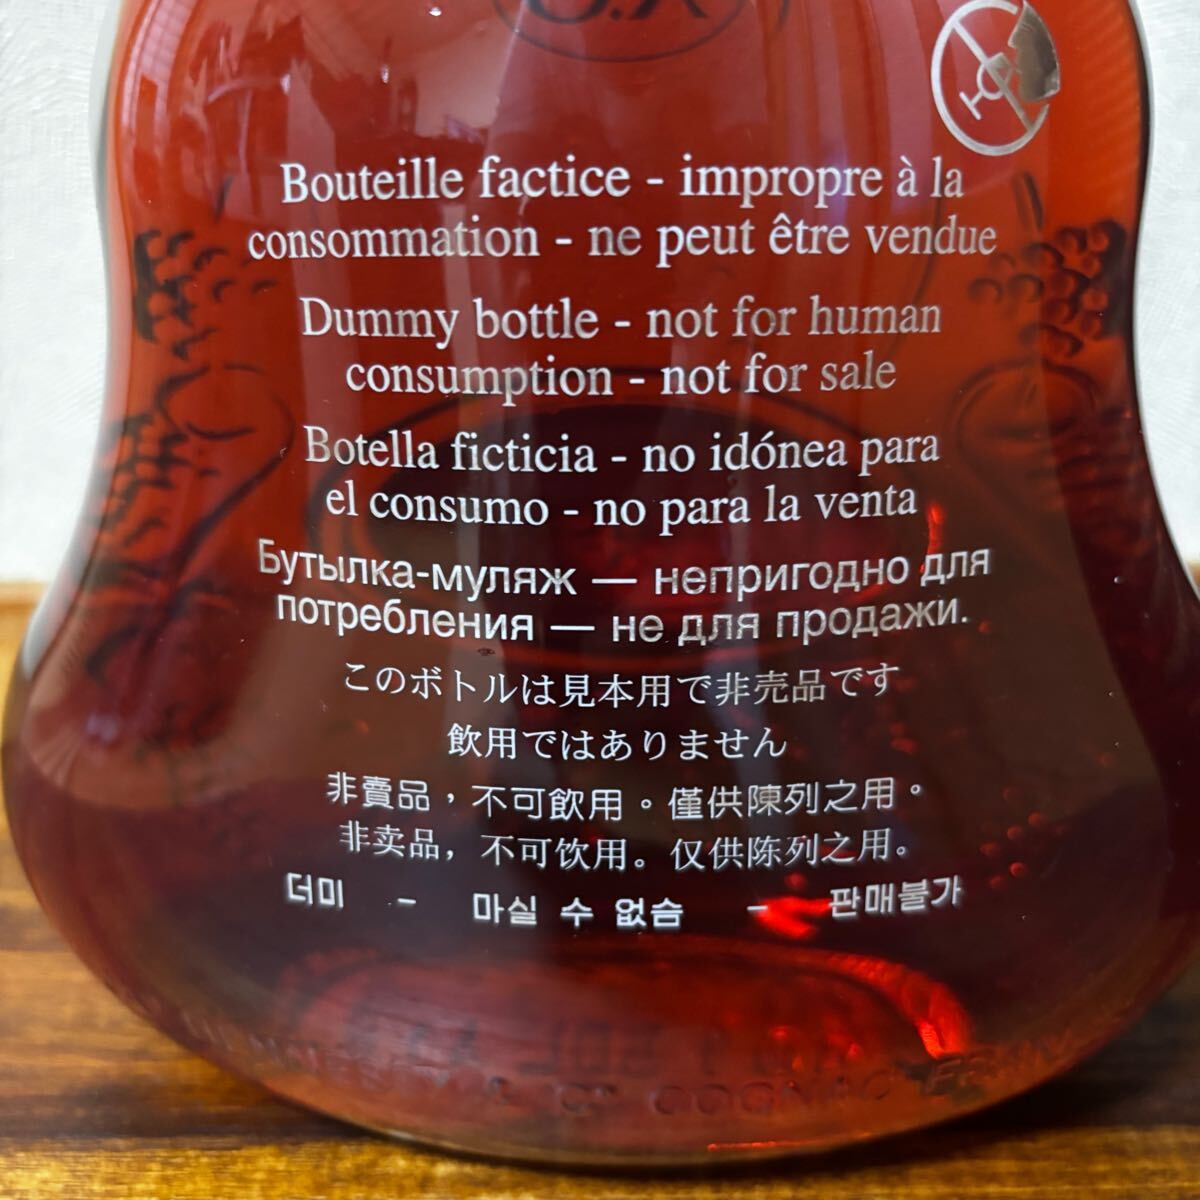 X.O
Bouteille factice - impropre à la
consommation - ne peut être vendue
Dummy bottle - not for human
consumption - not for sale
Botella ficticia - no idónea para
el consumo - no para la venta
Бутылка-муляж — непригодно для
потребления — не для продажи.
このボトルは見本用で非売品です
飲用ではありません
非賣品，不可飲用。僅供陳列之用。
非卖品，不可饮用。仅供陈列之用。
더미 - 마실 수 없슴 - 판매불가
& Cº COGNAC